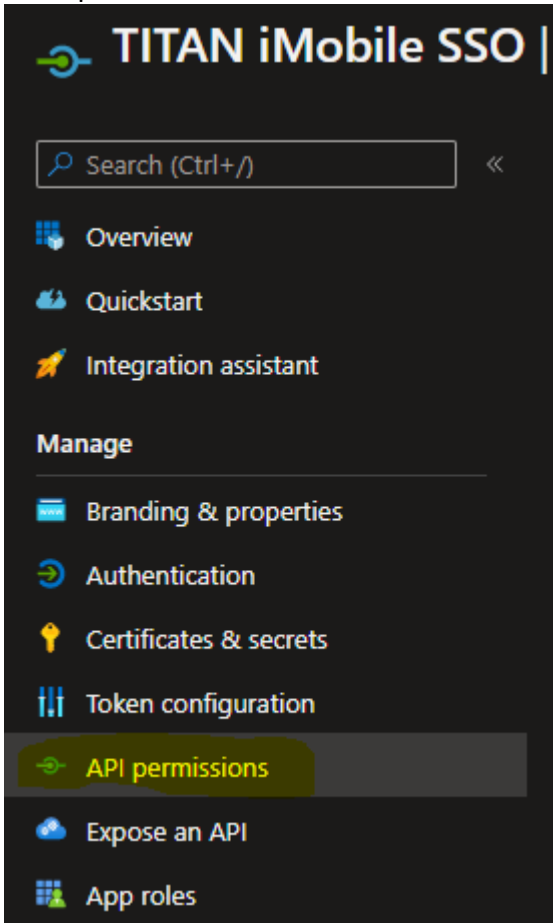 TITAN iMobile SSO |
Search (Ctrl+/)
«
Overview
Quickstart
Integration assistant
Manage
Branding & properties
Authentication
Certificates & secrets
Token configuration
API permissions
Expose an API
App roles